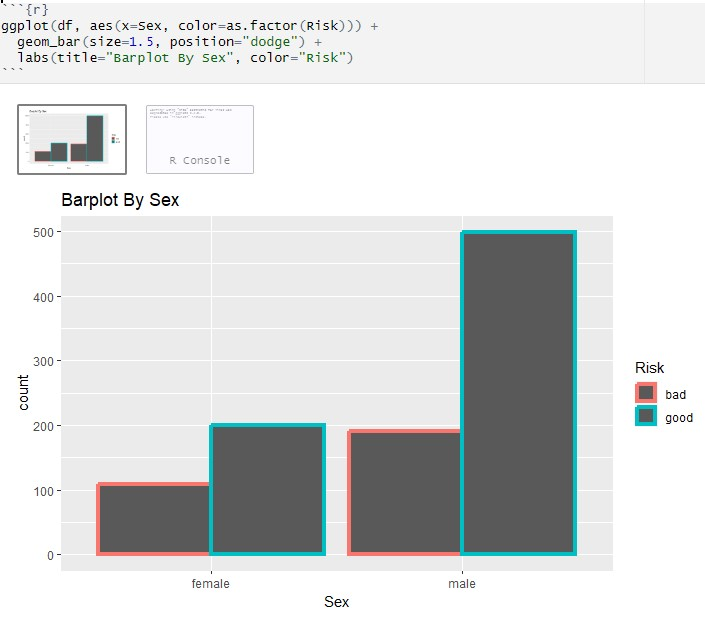 ```{r}
ggplot(df, aes(x=Sex, color=as.factor(Risk))) +
  geom_bar(size=1.5, position="dodge") +
  labs(title="Barplot By Sex", color="Risk")
```
R Console
Barplot By Sex
500
400
300
200
100
0
count
female
male
Sex
Risk
bad
good